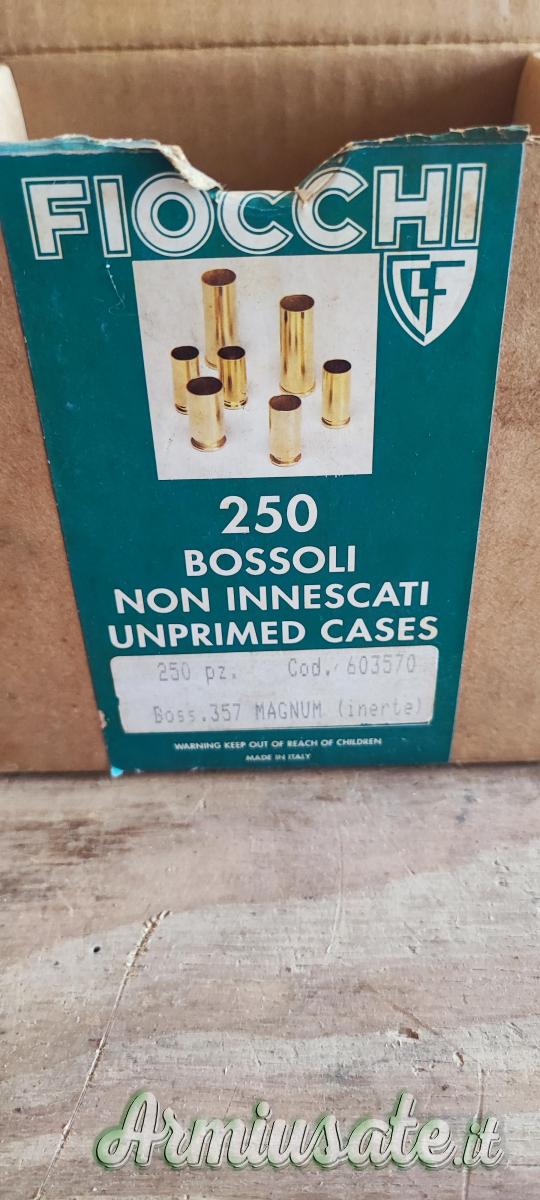 FIOCCHI
GLF
250
BOSSOLI
NON INNESCATI
UNPRIMED CASES
250 pz. Cod. 603570
Boss.357 MAGNUM (inerte)
WARNING KEEP OUT OF REACH OF CHILDREN
MADE IN ITALY
Armiusate.it